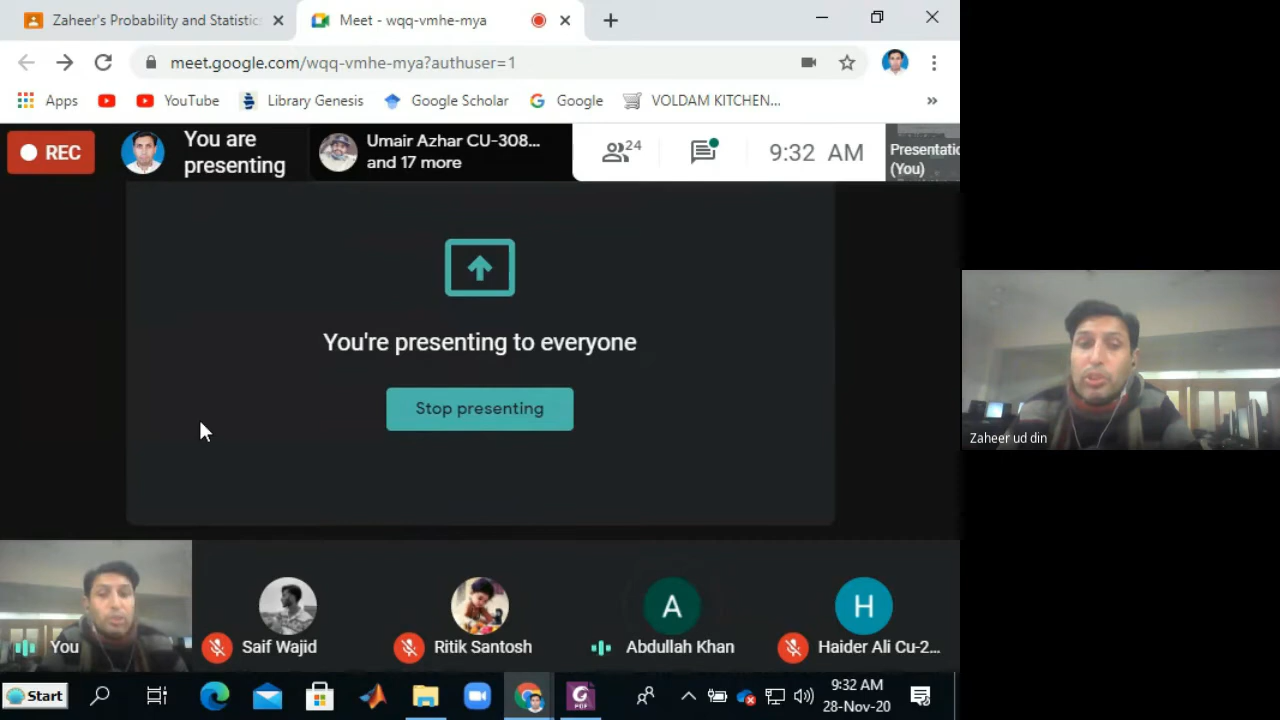 Zaheer's Probability and Statistic
Meet - wqq-vmhe-mya
meet.google.com/wqq-vmhe-mya?authuser=1
Apps
YouTube
Library Genesis
Google Scholar
Google
VOLDAM KITCHEN...
REC
You are
presenting
Umair Azhar CU-308...
and 17 more
24
9:32 AM
Presentatio
(You)
You're presenting to everyone
Stop presenting
Zaheer ud din
You
Saif Wajid
Ritik Santosh
A
Abdullah Khan
H
Haider Ali Cu-2...
Start
9:32 AM
28-Nov-20